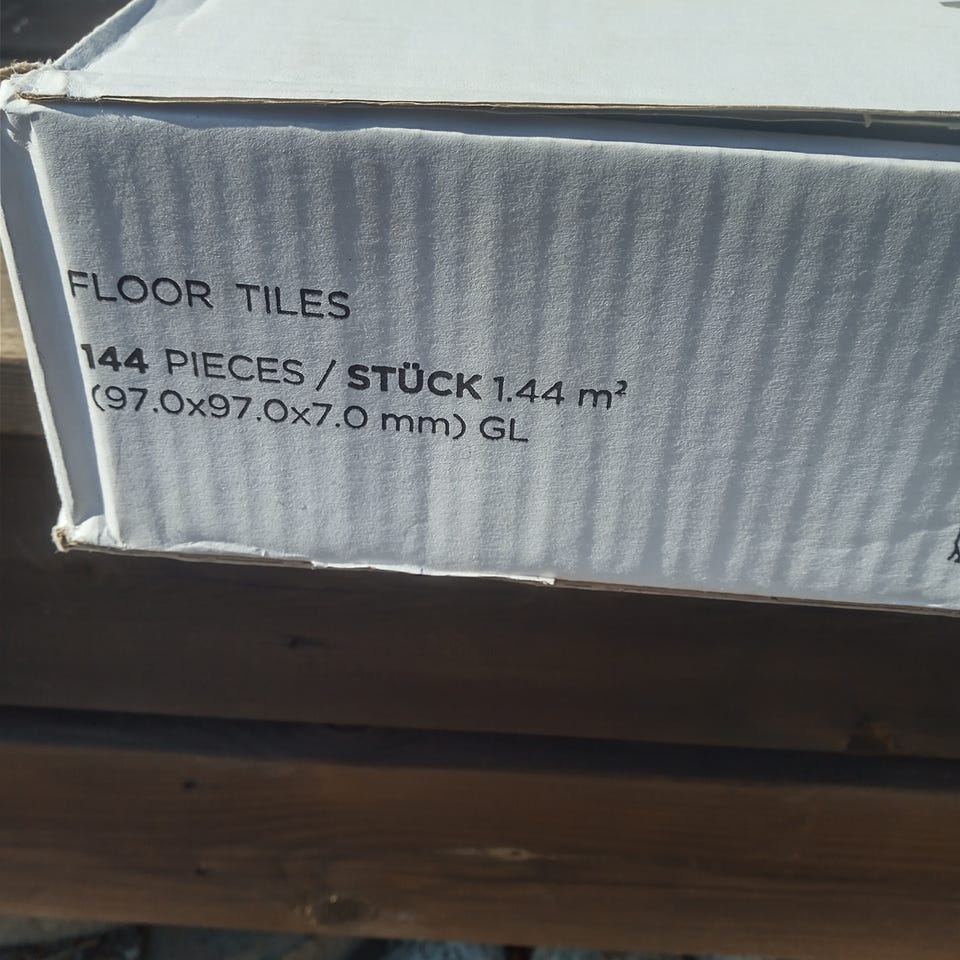 FLOOR TILES
144 PIECES / STÜCK 1.44 m²
(97.0x97.0x7.0 mm) GL